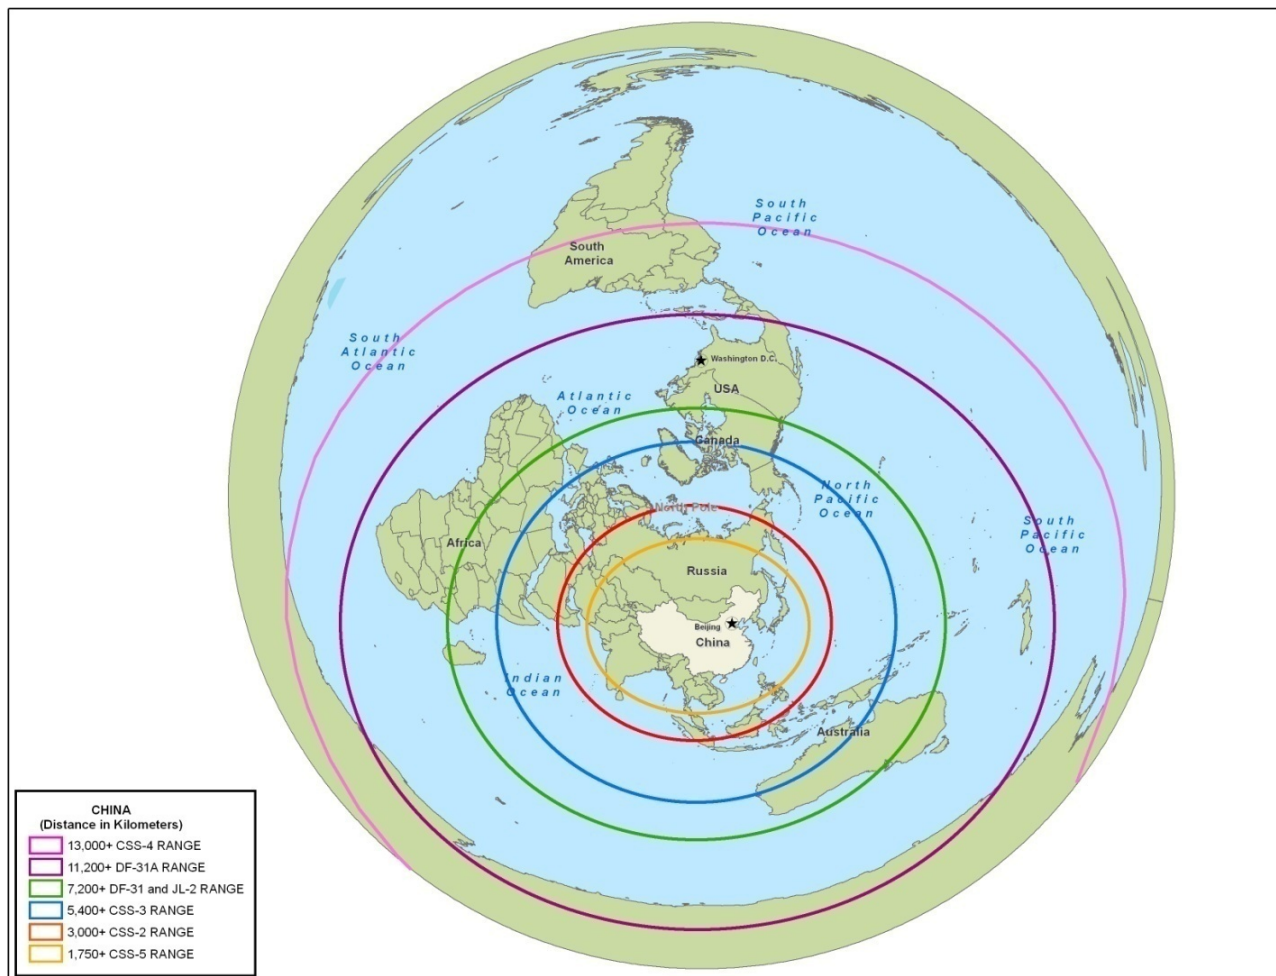 South
Pacific
Ocean
South
America
South
Atlantic
Ocean
Washington D.C.
USA
Atlantic
Ocean
Canada
North
Pacific
Ocean
North Pole
South
Pacific
Ocean
Africa
Russia
Beijing
China
Indian
Ocean
Australia
CHINA
(Distance in Kilometers)
13,000+ CSS-4 RANGE
11,200+ DF-31A RANGE
7,200+ DF-31 and JL-2 RANGE
5,400+ CSS-3 RANGE
3,000+ CSS-2 RANGE
1,750+ CSS-5 RANGE